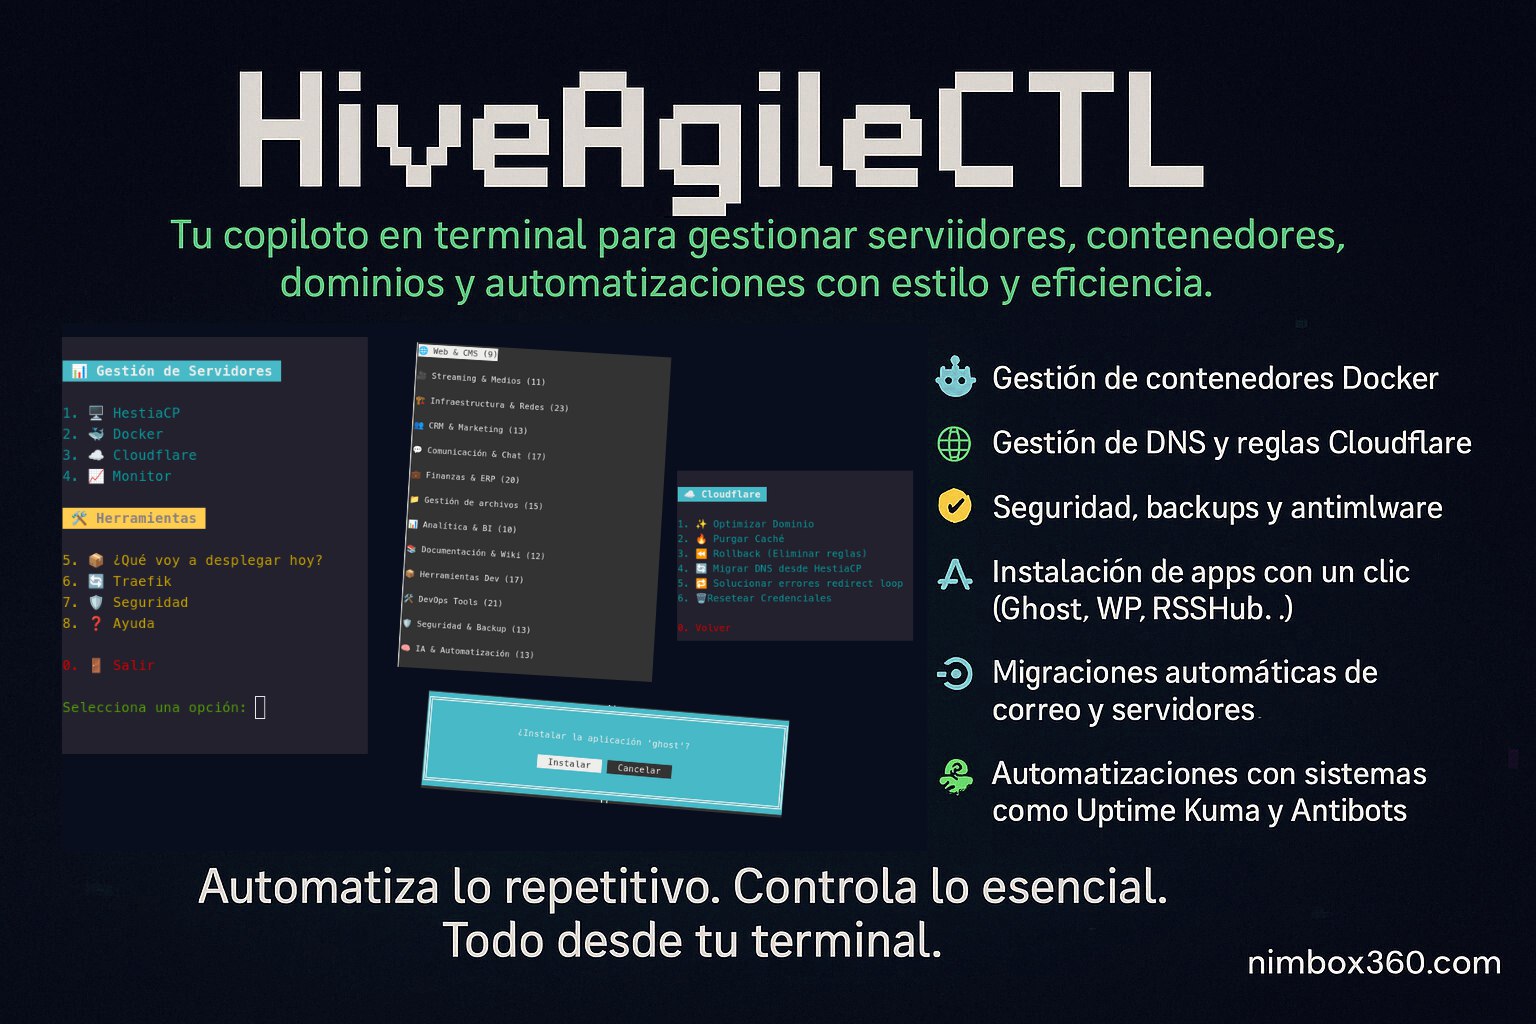 HiveAgileCTL
Tu copiloto en terminal para gestionar serviidores, contenedores,
dominios y automatizaciones con estilo y eficiencia.
Gestión de Servidores
1. HestiaCP
2. Docker
3. Cloudflare
4. Monitor
Herramientas
5. ¿Qué voy a desplegar hoy?
6. Traefik
7. Seguridad
8. Ayuda
0. Salir
Selecciona una opción:
Web & CMS (9)
Streaming & Medios (11)
Infraestructura & Redes (23)
CRM & Marketing (13)
Comunicación & Chat (17)
Finanzas & ERP (20)
Gestión de archivos (15)
Analítica & BI (10)
Documentación & Wiki (12)
Herramientas Dev (17)
DevOps Tools (21)
Seguridad & Backup (13)
IA & Automatización (13)
Cloudflare
1. Optimizar Dominio
2. Purgar Caché
3. Rollback (Eliminar reglas)
4. Migrar DNS desde HestiaCP
5. Solucionar errores redirect loop
6. Resetear Credenciales
0. Volver
¿Instalar la aplicación 'ghost'?
Instalar Cancelar
Gestión de contenedores Docker
Gestión de DNS y reglas Cloudflare
Seguridad, backups y antimlware
Instalación de apps con un clic
(Ghost, WP, RSSHub. .)
Migraciones automáticas de
correo y servidores.
Automatizaciones con sistemas
como Uptime Kuma y Antibots
Automatiza lo repetitivo. Controla lo esencial.
Todo desde tu terminal.
nimbox360.com